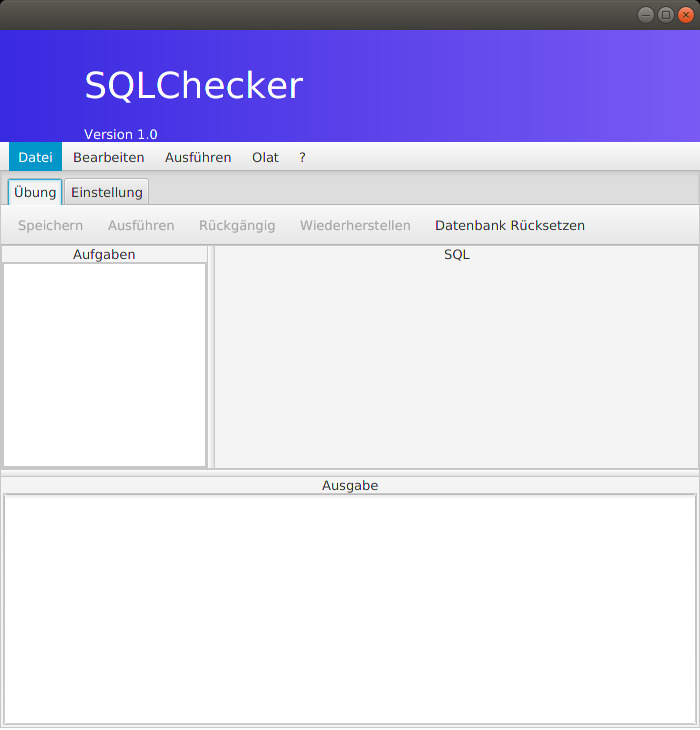 SQLChecker
Version 1.0
Datei Bearbeiten Ausführen Olat ?
Übung Einstellung
Speichern Ausführen Rückgängig Wiederherstellen Datenbank Rücksetzen
Aufgaben SQL
Ausgabe